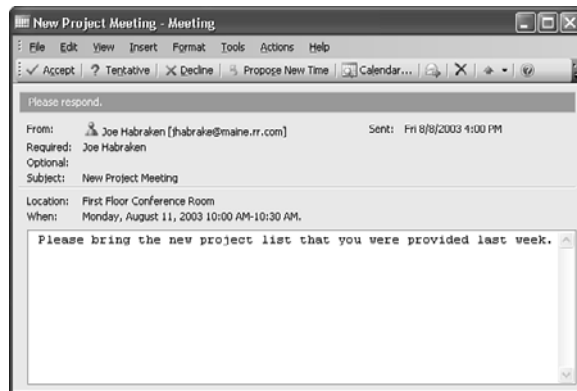 New Project Meeting - Meeting
File Edit View Insert Format Tools Actions Help
Accept Tentative Decline Propose New Time Calendar...
Please respond.
From: Joe Habraken [jhabrake@maine.rr.com] Sent: Fri 8/8/2003 4:00 PM
Required: Joe Habraken
Optional:
Subject: New Project Meeting
Location: First Floor Conference Room
When: Monday, August 11, 2003 10:00 AM-10:30 AM.
Please bring the new project list that you were provided last week.